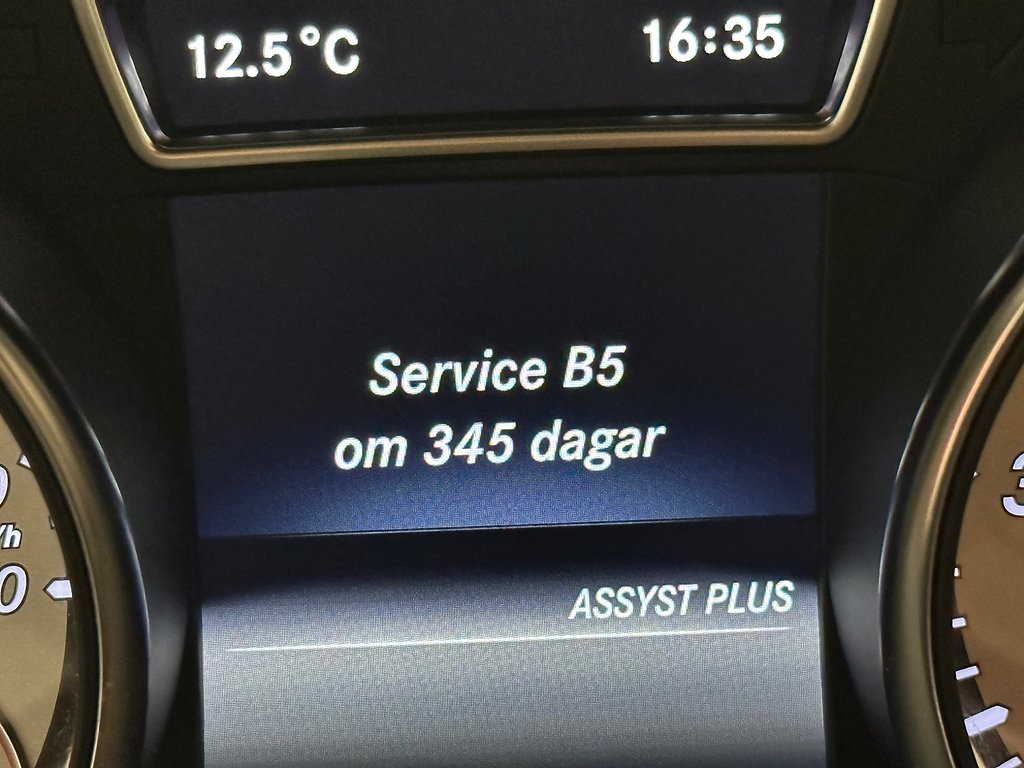 12.5°C 16:35
Service B5
om 345 dagar
ASSYST PLUS
/h